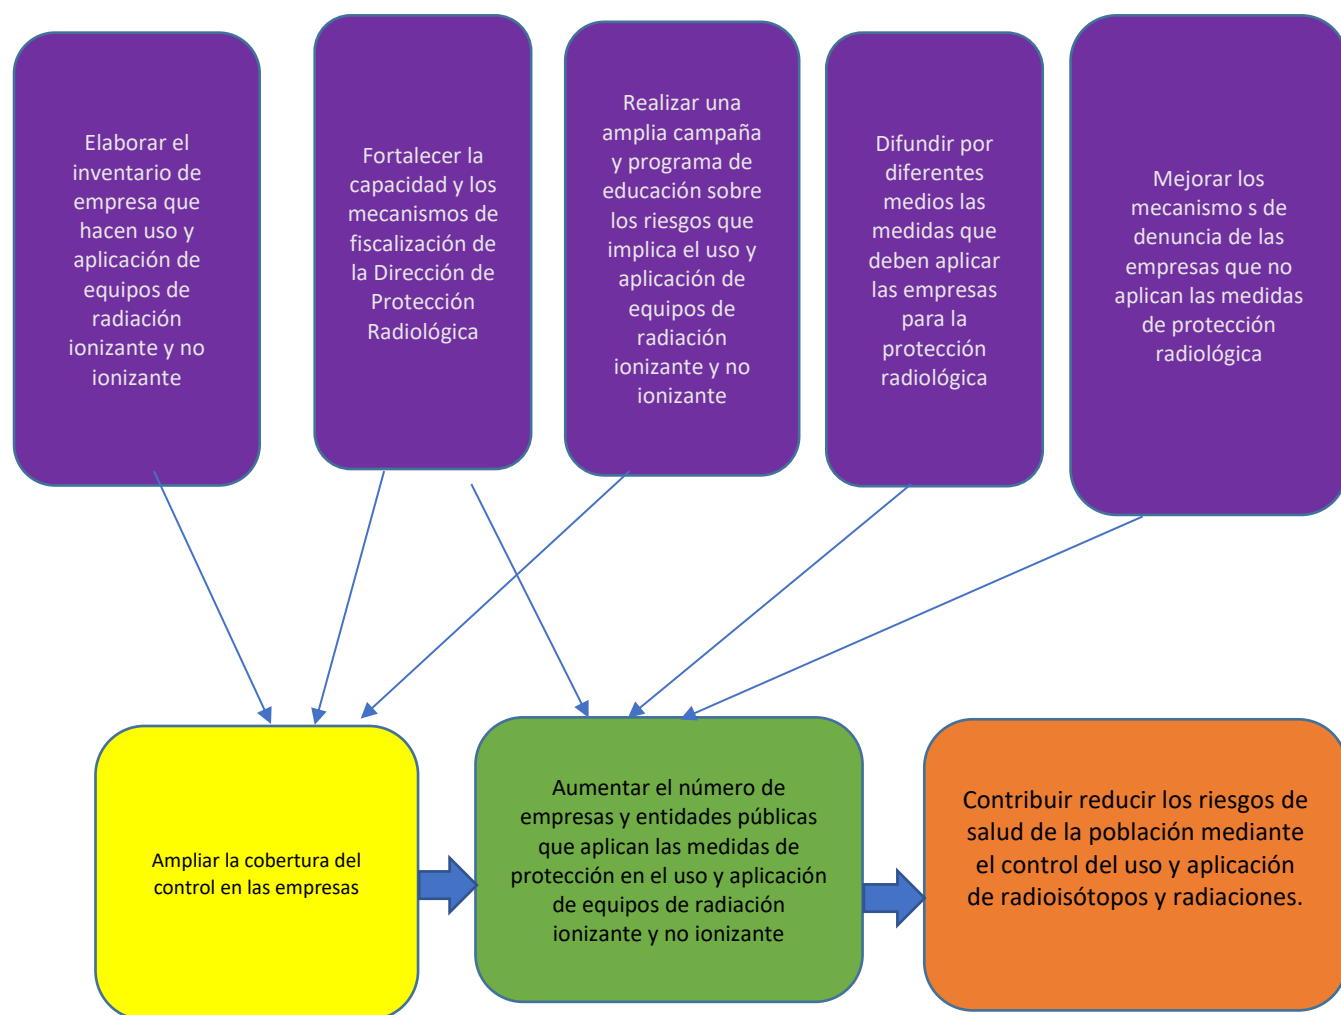 Elaborar el
inventario de
empresa que
hacen uso y
aplicación de
equipos de
radiación
ionizante y no
ionizante
Fortalecer la
capacidad y los
mecanismos de
fiscalización de
la Dirección de
Protección
Radiológica
Realizar una
amplia campaña
y programa de
educación sobre
los riesgos que
implica el uso y
aplicación de
equipos de
radiación
ionizante y no
ionizante
Difundir por
diferentes
medios las
medidas que
deben aplicar
las empresas
para la
protección
radiológica
Mejorar los
mecanismo s de
denuncia de las
empresas que no
aplican las medidas
de protección
radiológica
Ampliar la cobertura del
control en las empresas
Aumentar el número de
empresas y entidades públicas
que aplican las medidas de
protección en el uso y aplicación
de equipos de radiación
ionizante y no ionizante
Contribuir reducir los riesgos de
salud de la población mediante
el control del uso y aplicación
de radioisótopos y radiaciones.